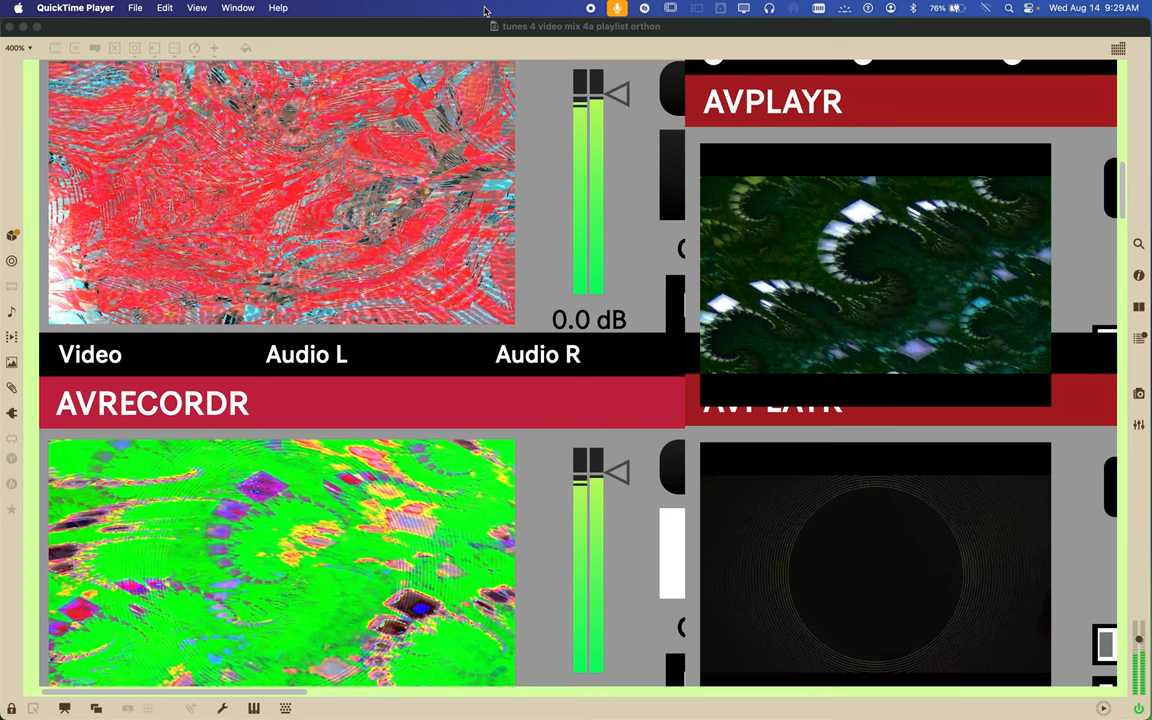 QuickTime Player File Edit View Window Help
76% Wed Aug 14 9:29 AM
tunes 4 video mix 4a playlist orthon
400%
AVPLAYR
0.0 dB
Video Audio L Audio R
AVRECORDR
AVPLAYR